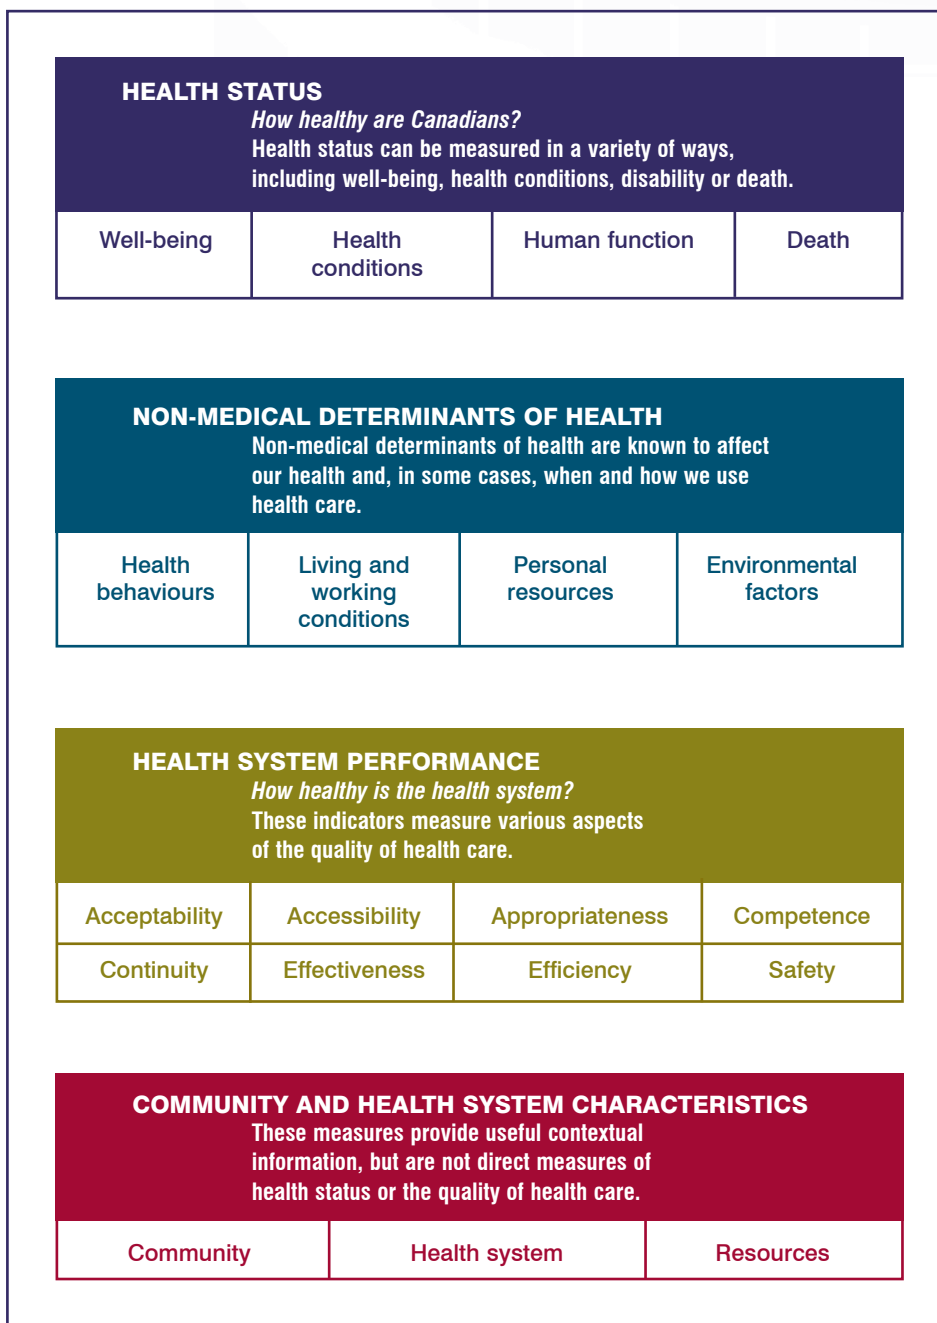 HEALTH STATUS
How healthy are Canadians?
Health status can be measured in a variety of ways,
including well-being, health conditions, disability or death.
Well-being
Health
conditions
Human function
Death
NON-MEDICAL DETERMINANTS OF HEALTH
Non-medical determinants of health are known to affect
our health and, in some cases, when and how we use
health care.
Health
behaviours
Living and
working
conditions
Personal
resources
Environmental
factors
HEALTH SYSTEM PERFORMANCE
How healthy is the health system?
These indicators measure various aspects
of the quality of health care.
Acceptability
Accessibility
Appropriateness
Competence
Continuity
Effectiveness
Efficiency
Safety
COMMUNITY AND HEALTH SYSTEM CHARACTERISTICS
These measures provide useful contextual
information, but are not direct measures of
health status or the quality of health care.
Community
Health system
Resources